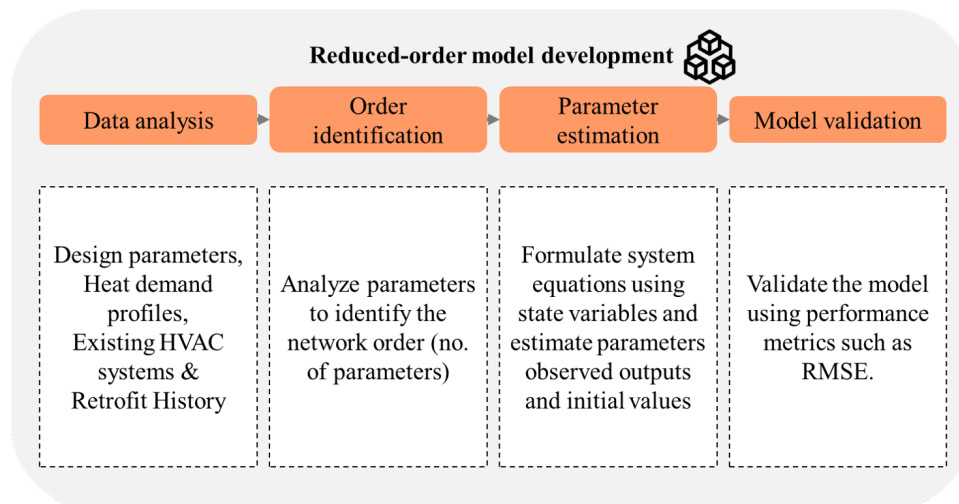 Reduced-order model development
Data analysis
Order
identification
Parameter
estimation
Model validation
Design parameters,
Heat demand
profiles,
Existing HVAC
systems &
Retrofit History
Analyze parameters
to identify the
network order (no.
of parameters)
Formulate system
equations using
state variables and
estimate parameters
observed outputs
and initial values
Validate the model
using performance
metrics such as
RMSE.